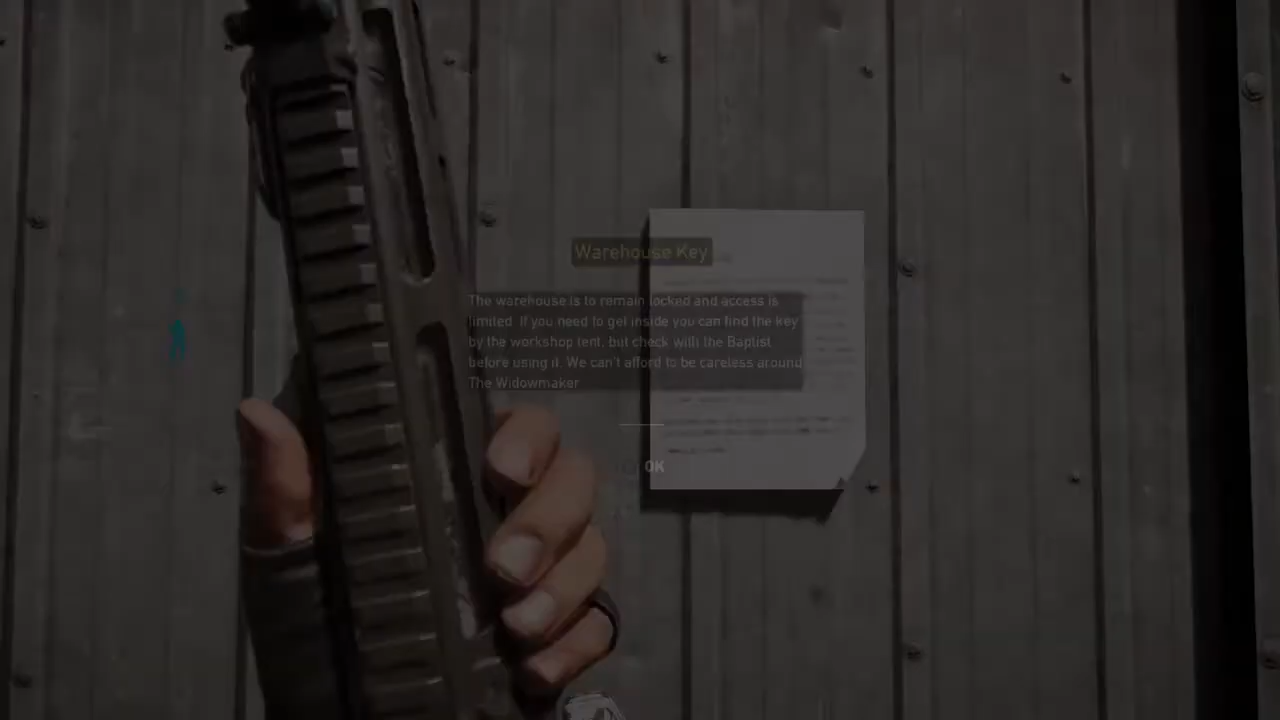 Warehouse Key
The warehouse is to remain locked and access is
limited. If you need to get inside you can find the key
by the workshop tent, but check with the Baptist
before using it. We can't afford to be careless around
The Widowmaker
OK